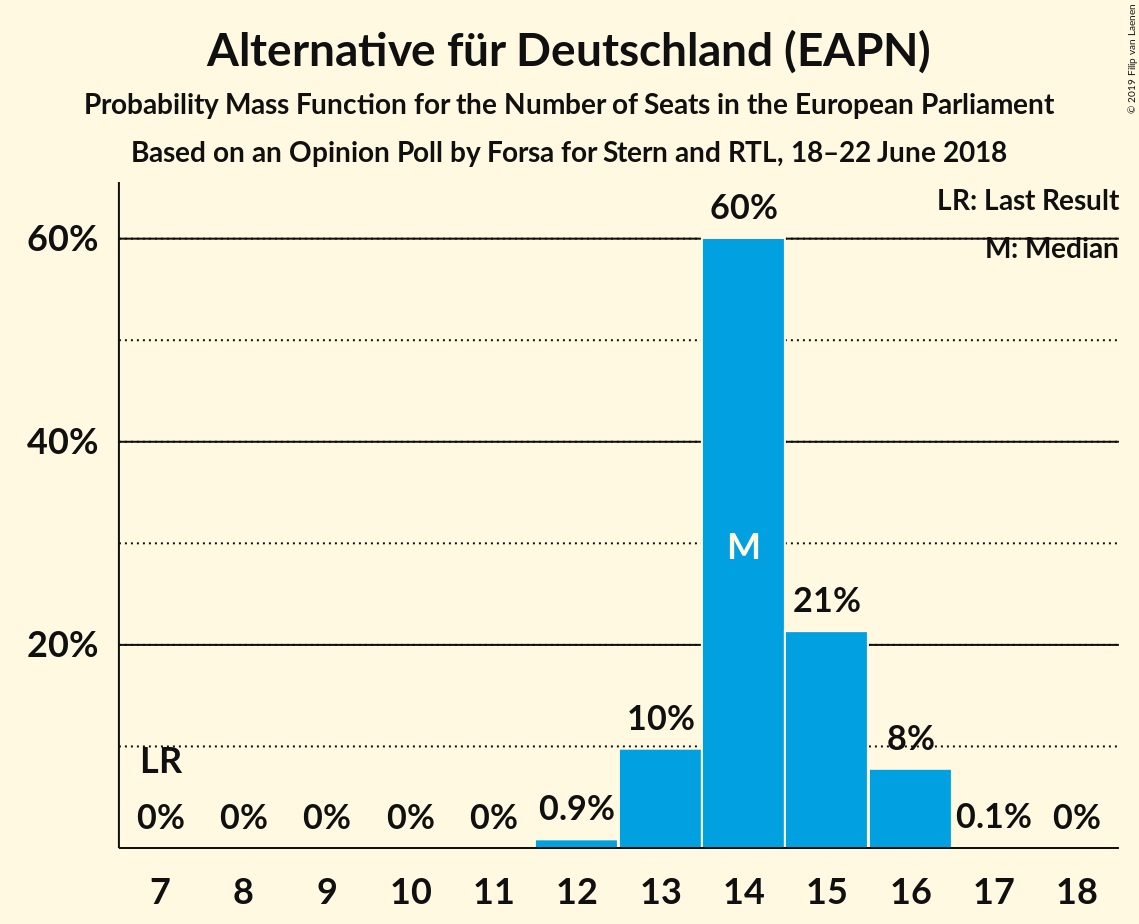 Alternative für Deutschland (EAPN)
Probability Mass Function for the Number of Seats in the European Parliament
Based on an Opinion Poll by Forsa for Stern and RTL, 18–22 June 2018
© 2019 Filip van Laenen
LR: Last Result
M: Median
60%
40%
20%
60%
M
21%
10%
8%
LR
0% 0% 0% 0% 0% 0.9% 0.1% 0%
7 8 9 10 11 12 13 14 15 16 17 18